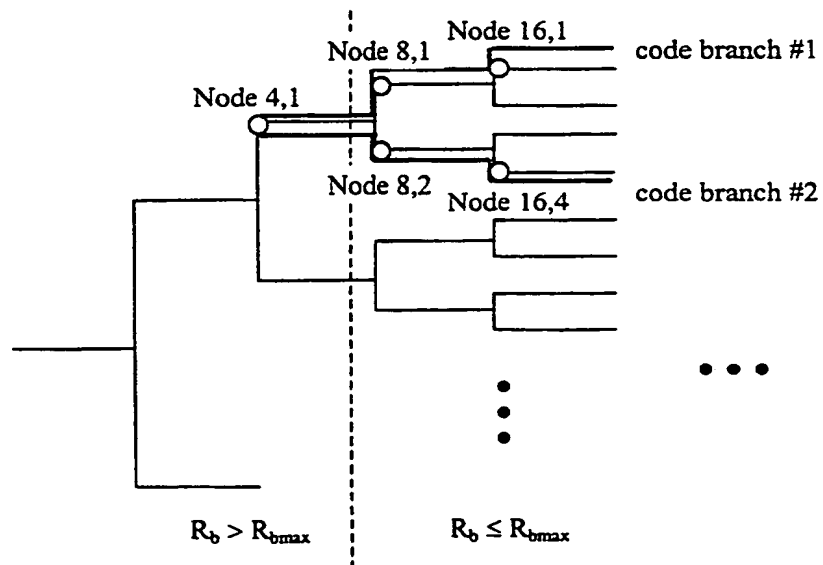 Node 16,1
Node 8,1
code branch #1
Node 4,1
Node 8,2
code branch #2
Node 16,4
R_b > R_bmax
R_b ≤ R_bmax